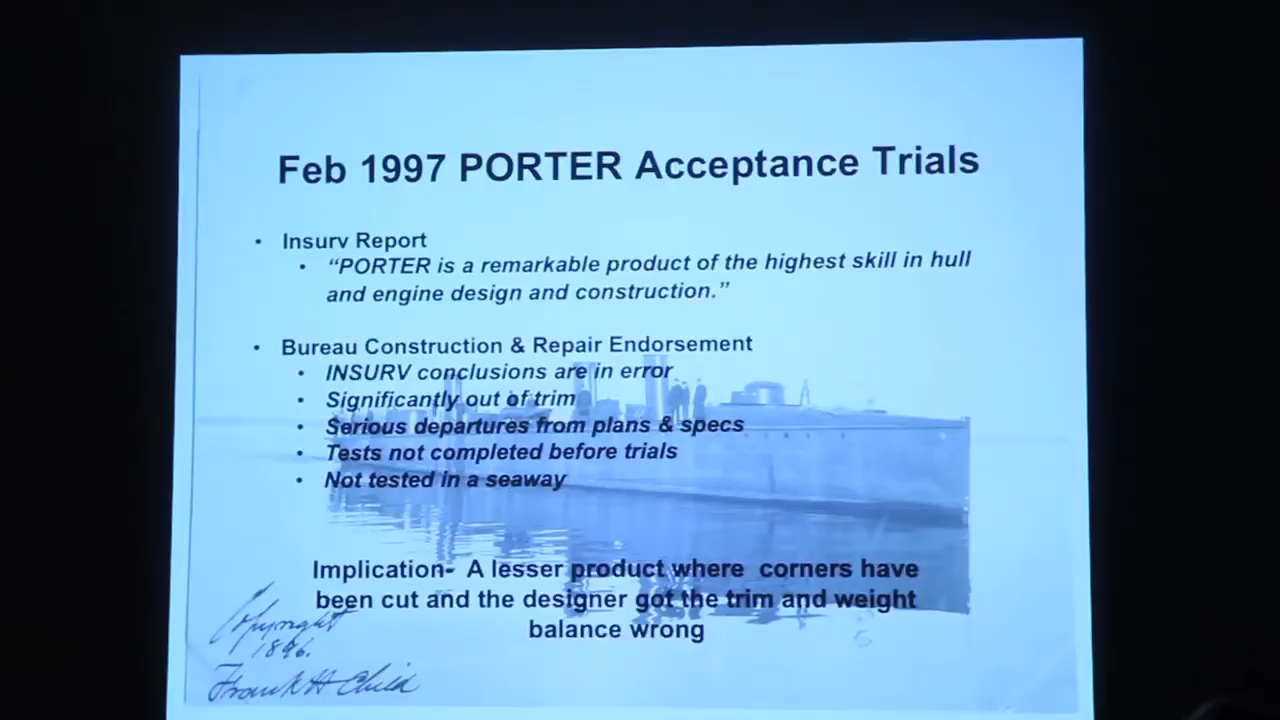 Feb 1997 PORTER Acceptance Trials
• Insurv Report
• “PORTER is a remarkable product of the highest skill in hull
and engine design and construction.”
• Bureau Construction & Repair Endorsement
• INSURV conclusions are in error
• Significantly out of trim
• Serious departures from plans & specs
• Tests not completed before trials
• Not tested in a seaway
Implication- A lesser product where corners have
been cut and the designer got the trim and weight
balance wrong
Copyright
1896.
Frank H Child